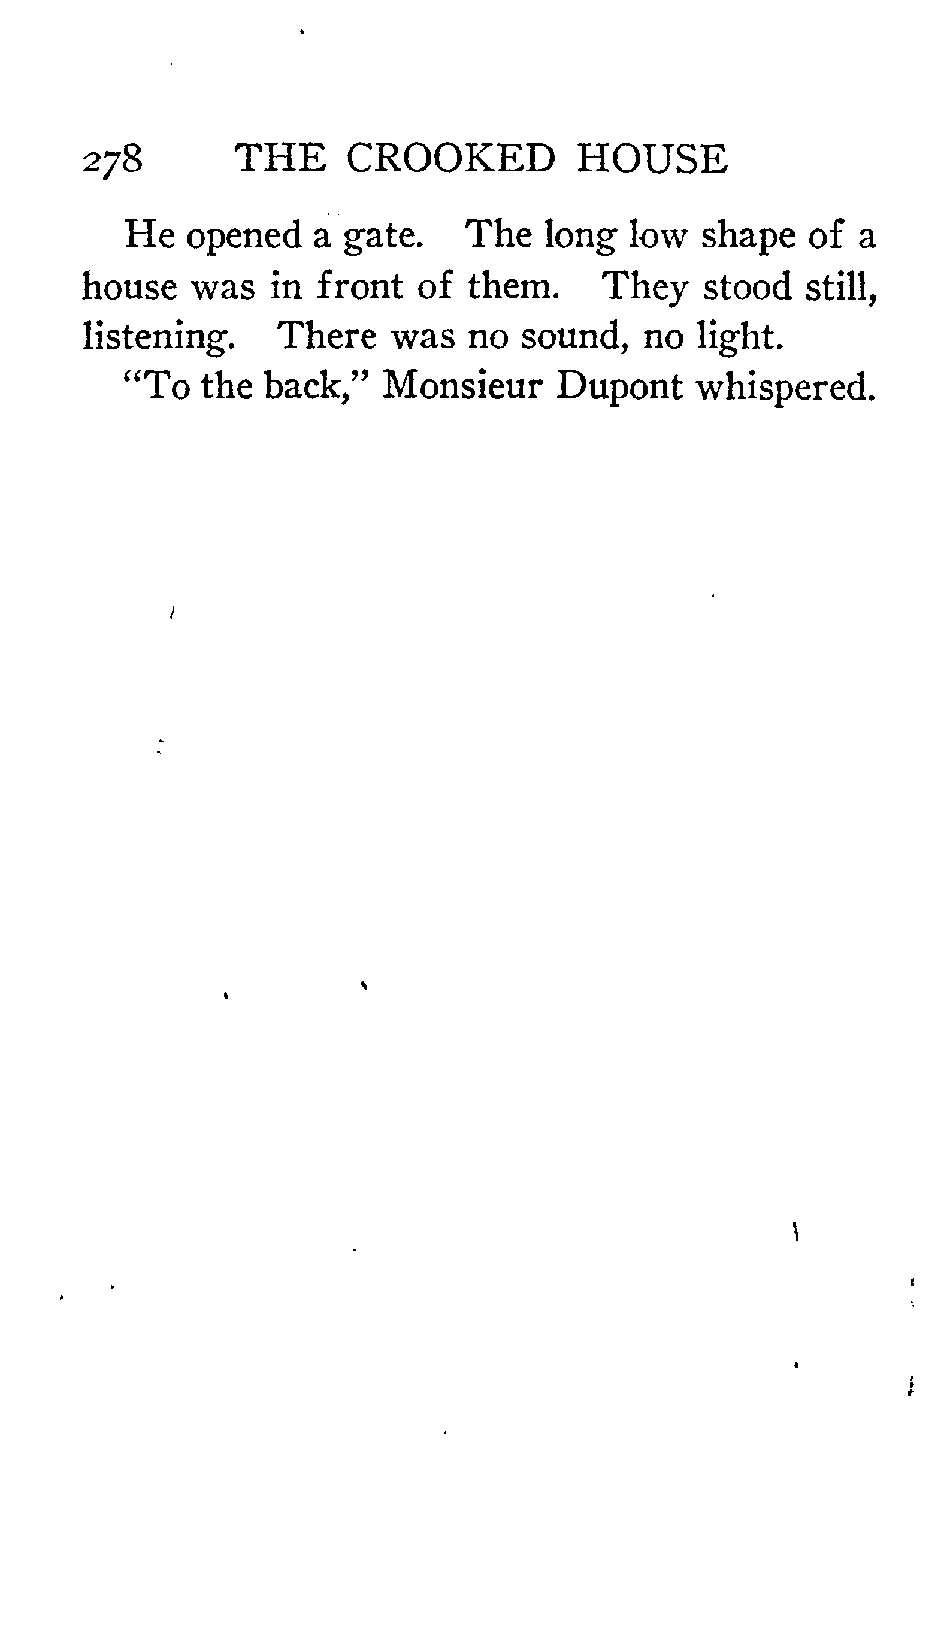 278 THE CROOKED HOUSE
He opened a gate. The long low shape of a
house was in front of them. They stood still,
listening. There was no sound, no light.
“To the back,” Monsieur Dupont whispered.